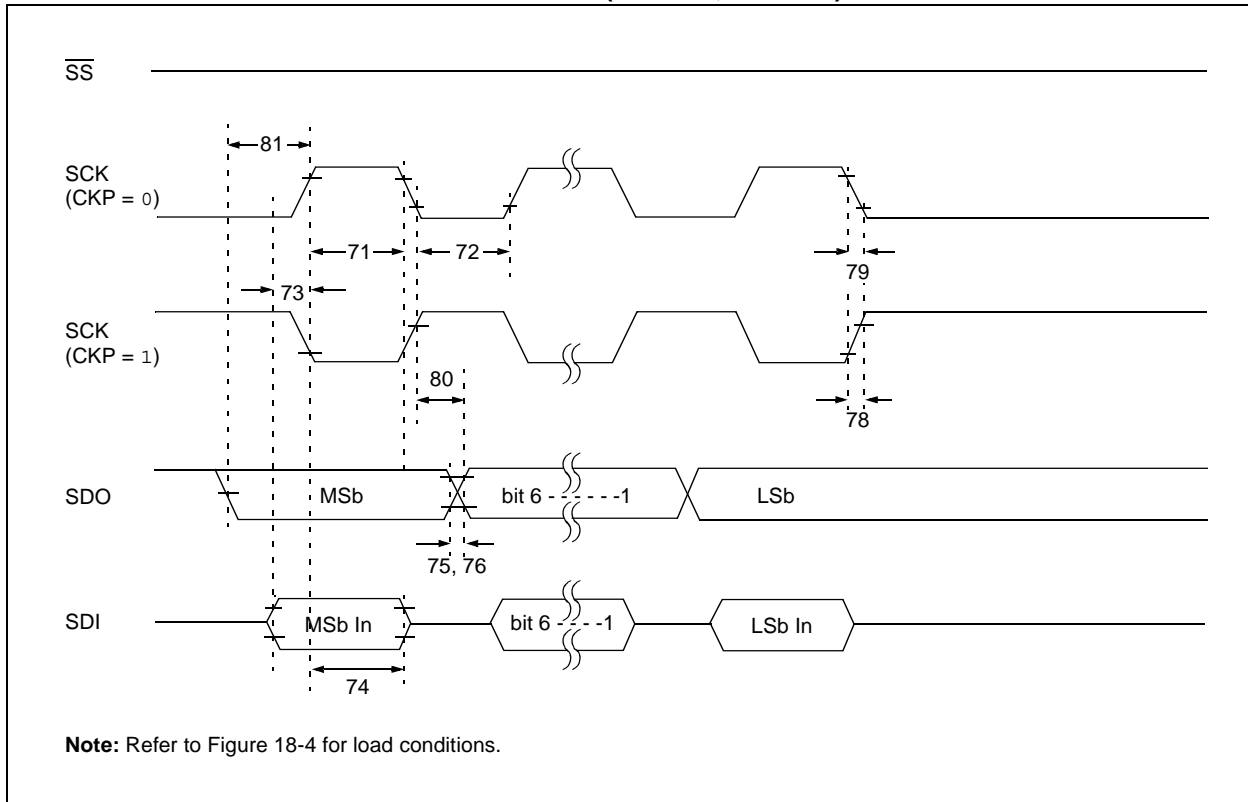 SS
81
SCK
(CKP = 0)
71
72
79
73
SCK
(CKP = 1)
80
78
SDO
MSb
bit 6 - - - - - - -1
LSb
75, 76
SDI
MSb In
bit 6 - - - - -1
LSb In
74
Note: Refer to Figure 18-4 for load conditions.